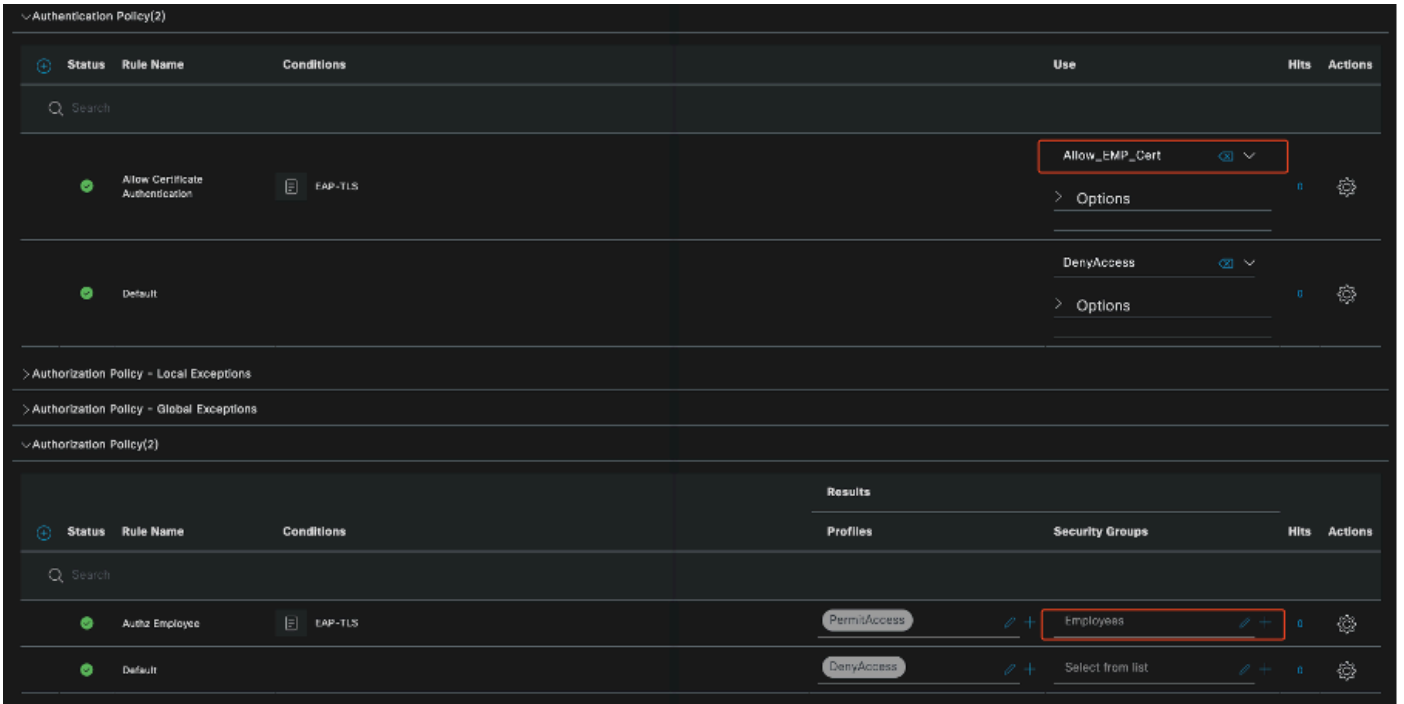 Authentication Policy(2)
Status Rule Name Conditions Use Hits Actions
Search
Allow_EMP_Cert
Allow Certificate
Authentication
EAP-TLS
0
Options
DenyAccess
Default
0
Options
Authorization Policy - Local Exceptions
Authorization Policy - Global Exceptions
Authorization Policy(2)
Results
Status Rule Name Conditions Profiles Security Groups Hits Actions
Search
Authz Employee EAP-TLS PermitAccess Employees 0
Default DenyAccess Select from list 0